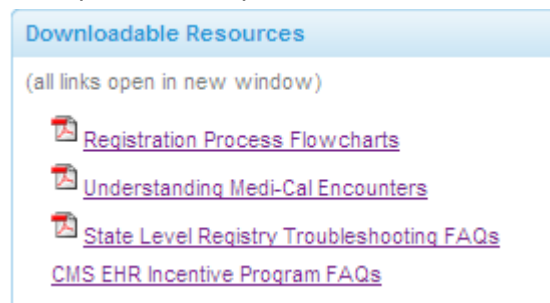 Downloadable Resources
(all links open in new window)
Registration Process Flowcharts
Understanding Medi-Cal Encounters
State Level Registry Troubleshooting FAQs
CMS EHR Incentive Program FAQs